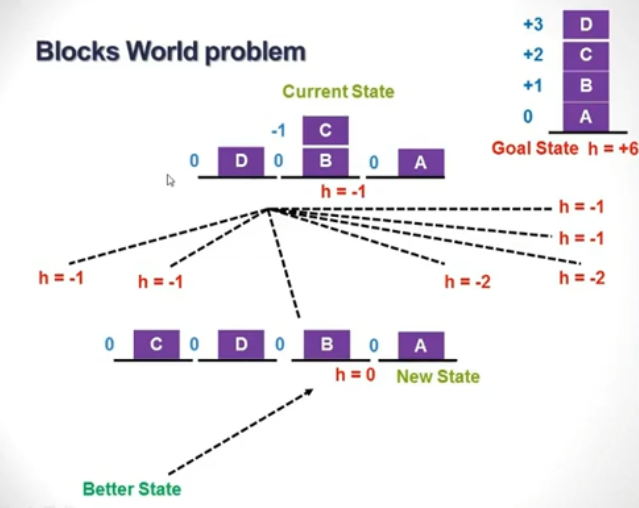 Blocks World problem
+3 D
+2 C
+1 B
0 A
Goal State h = +6
Current State
-1 C
0 D 0 B 0 A
h = -1
h = -1
h = -1
h = -1
h = -1
h = -2
h = -2
0 C 0 D 0 B 0 A
h = 0 New State
Better State